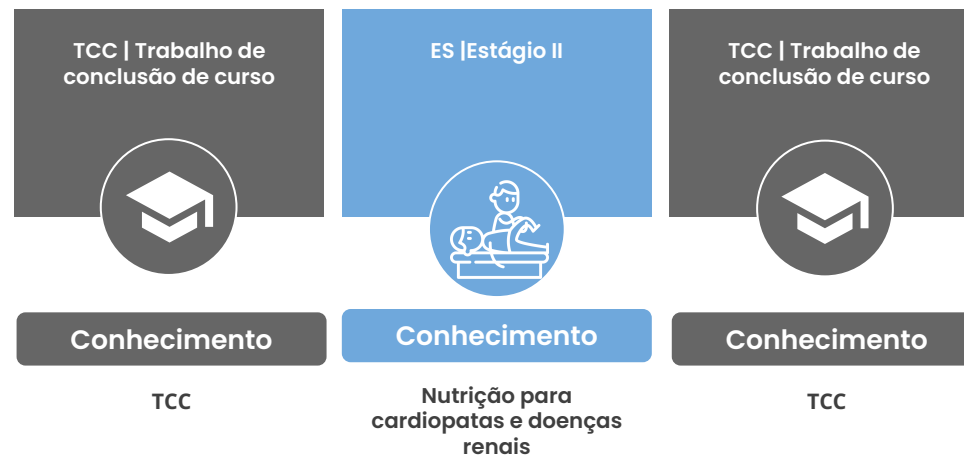 TCC | Trabalho de
conclusão de curso
Conhecimento
TCC
ES |Estágio II
Conhecimento
Nutrição para
cardiopatas e doenças
renais
TCC | Trabalho de
conclusão de curso
Conhecimento
TCC